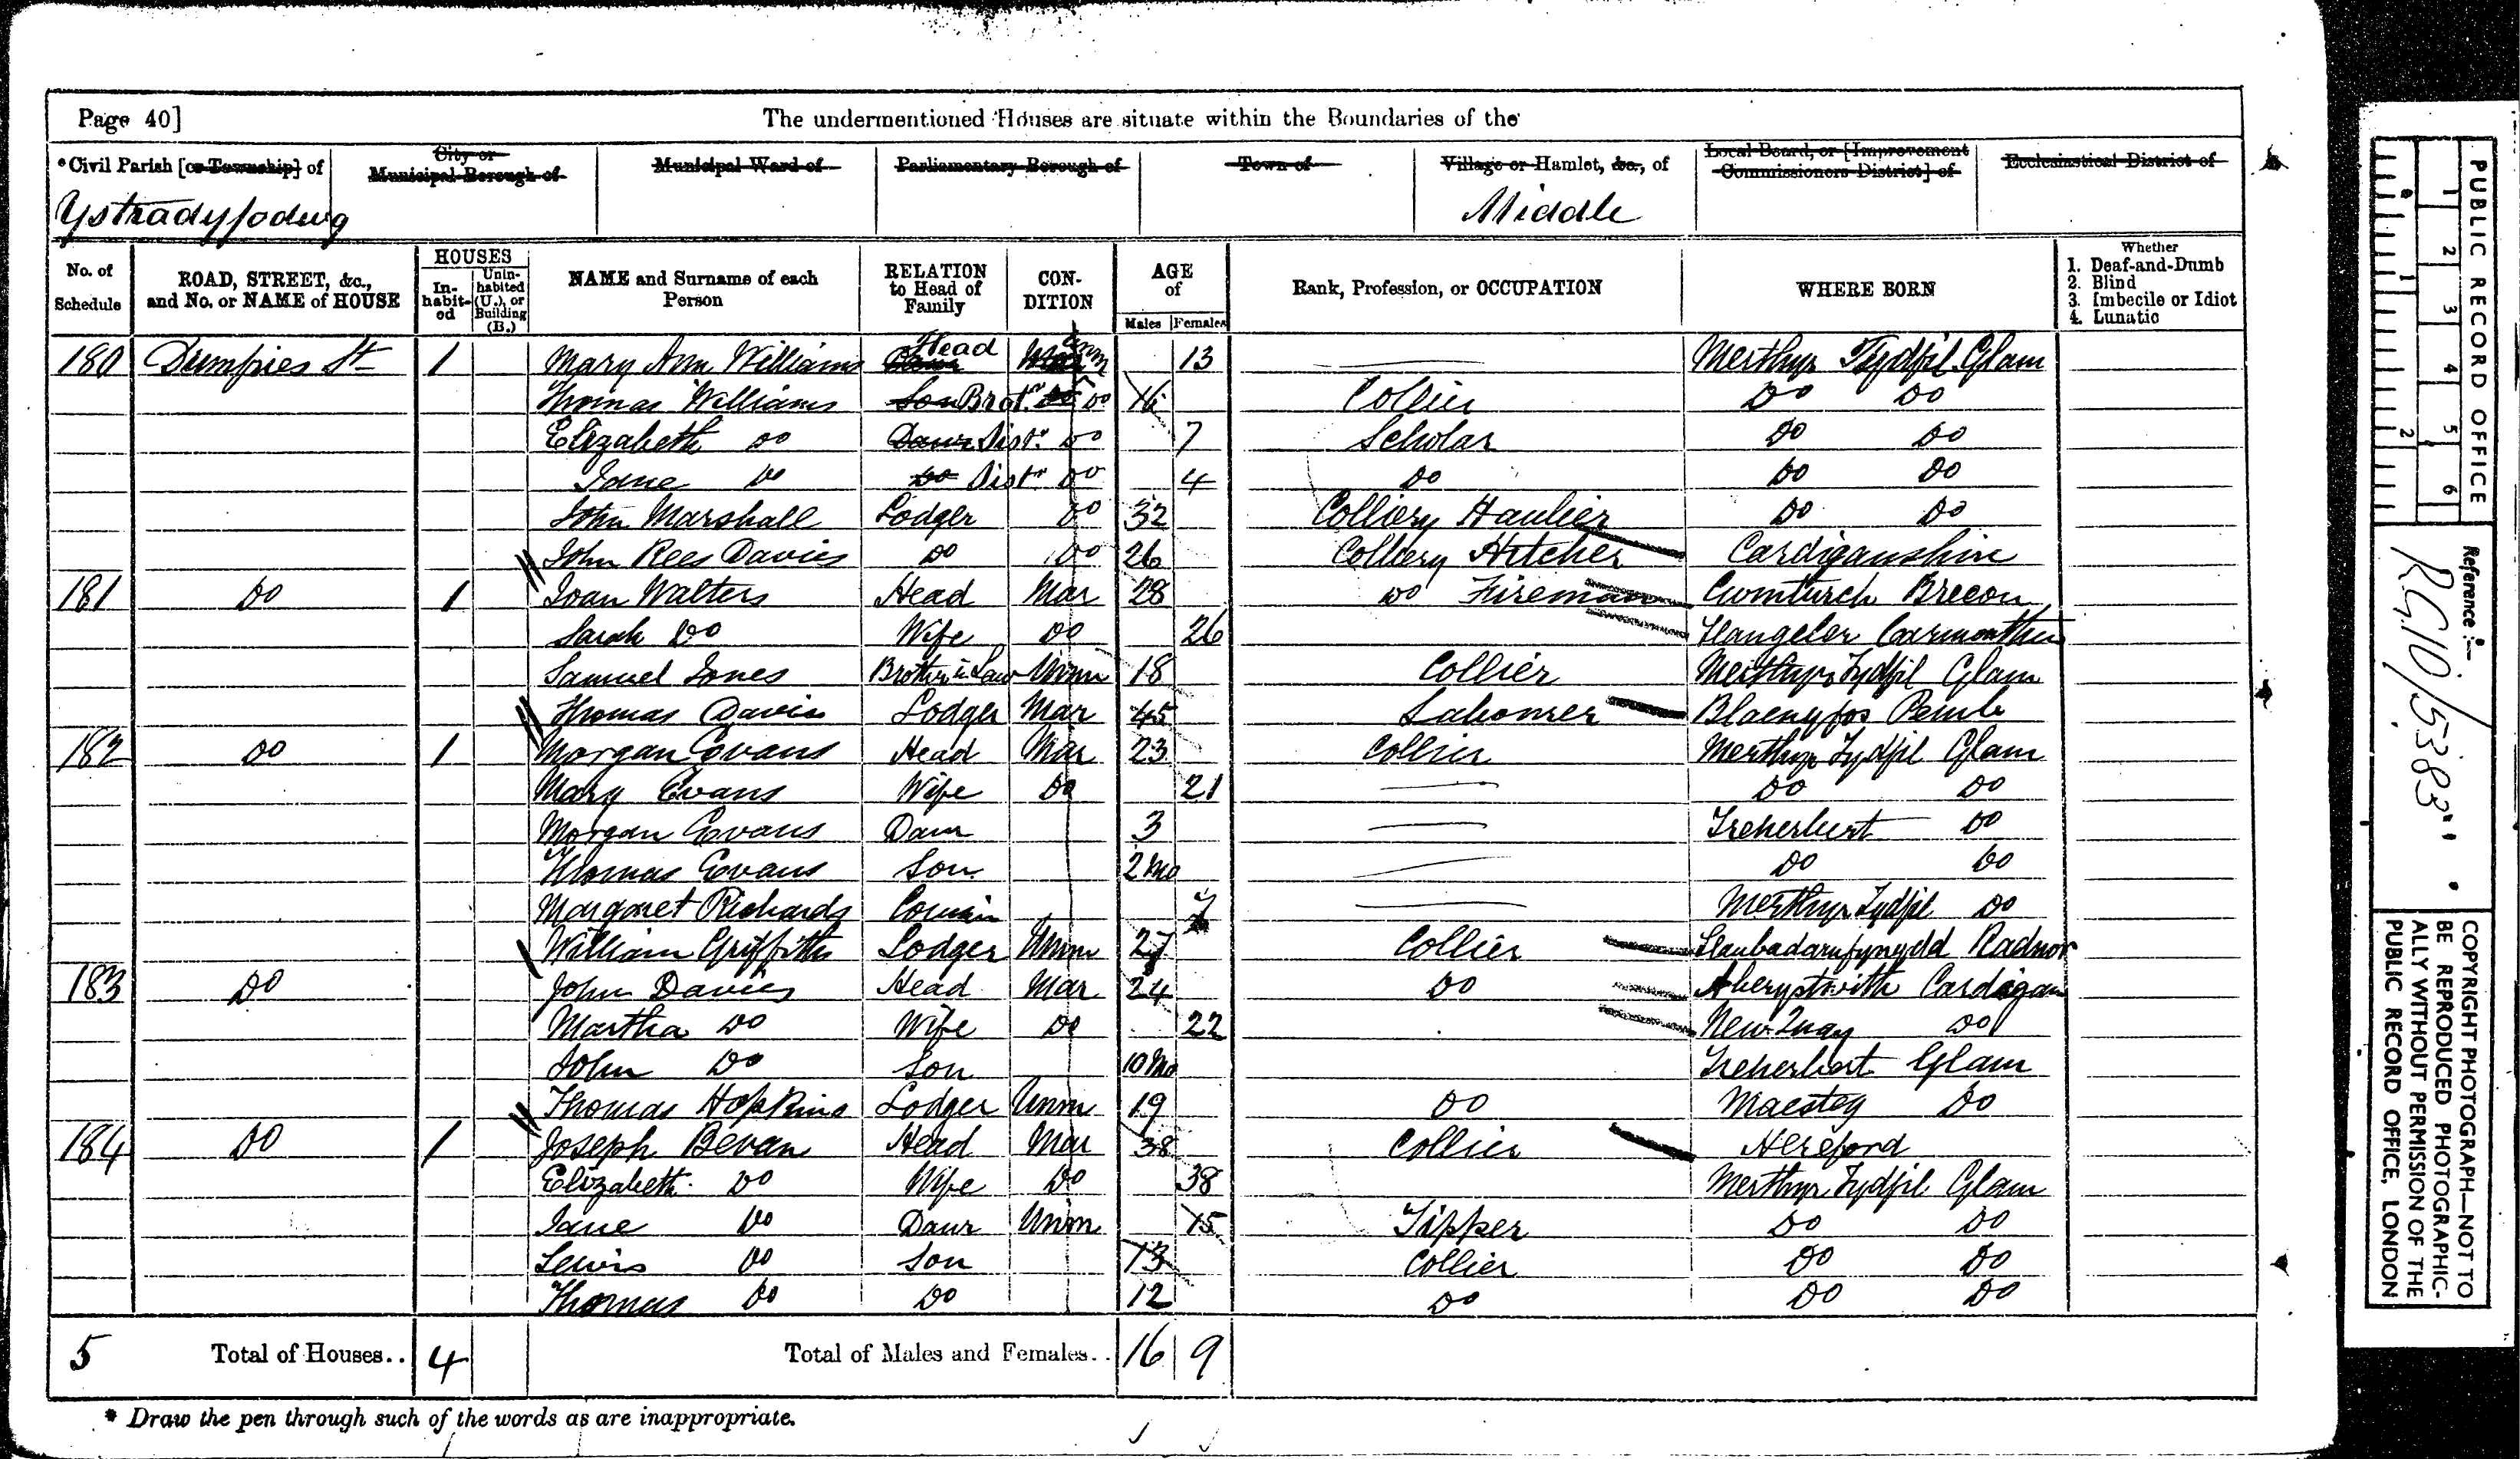 Page 40] The undermentioned Houses are situate within the Boundaries of the
*Civil Parish [or Township] of City or Municipal Borough of Municipal Ward of Parliamentary Borough of Town of Village or Hamlet, &c., of Local Board, or [Improvement Commissioners District] of Ecclesiastical District of
Ystradyfodwg Middle
No. of Schedule ROAD, STREET, &c., and No. or NAME of HOUSE HOUSES Inhabited Uninhabited (U.), or Building (B.) NAME and Surname of each Person RELATION to Head of Family CONDITION AGE of Males Females Rank, Profession, or OCCUPATION WHERE BORN Whether 1. Deaf-and-Dumb 2. Blind 3. Imbecile or Idiot 4. Lunatic
180 Dumfries St 1 Mary Ann Williams Head Unm 13 Merthyr Tydfil Glam
Thomas Williams Son Brotr Do Do 16 Collier Do Do
Elizabeth Do Daur Sistr Do 7 Scholar Do Do
Jane Do Do Sistr Do 4 Do Do Do
John Marshall Lodger Do 32 Colliery Haulier Do Do
John Rees Davies Do Do 26 Colliery Hitcher Cardiganshire
181 Do 1 Evan Walters Head Mar 28 Do Fireman Cwmturch Brecon
Sarah Do Wife Do 26 Llangeler Carmarthen
Samuel Jones Brother in Law Unm 18 Collier Merthyr Tydfil Glam
Thomas Davies Lodger Mar 45 Labourer Blaenyfos Pemb
182 Do 1 Morgan Evans Head Mar 23 Collier Merthyr Tydfil Glam
Mary Evans Wife Do 21 Do Do
Morgan Evans Daur 3 Treherbert Do
Thomas Evans Son 2 Mo Do Do
Margaret Richards Cousin 7 Merthyr Tydfil Do
William Griffiths Lodger Unm 27 Collier Llanbadarnfynydd Radnor
183 Do John Davies Head Mar 24 Do Aberystwith Cardigan
Martha Do Wife Do 22 New Quay Do
John Do Son 10 Mo Treherbert Glam
Thomas Hopkins Lodger Unm 19 Do Maesteg Do
184 Do 1 Joseph Bevan Head Mar 38 Collier Hereford
Elizabeth Do Wife Do 38 Merthyr Tydfil Glam
Jane Do Daur Unm 15 Tipper Do Do
Lewis Do Son 13 Collier Do Do
Thomas Do Do 12 Do Do Do
5 Total of Houses.. 4 Total of Males and Females.. 16 9
* Draw the pen through such of the words as are inappropriate.
PUBLIC RECORD OFFICE
1 2 3 4 5 6
1 2
Reference :-
RG10/5383
COPYRIGHT PHOTOGRAPH—NOT TO
BE REPRODUCED PHOTOGRAPHIC-
ALLY WITHOUT PERMISSION OF THE
PUBLIC RECORD OFFICE, LONDON